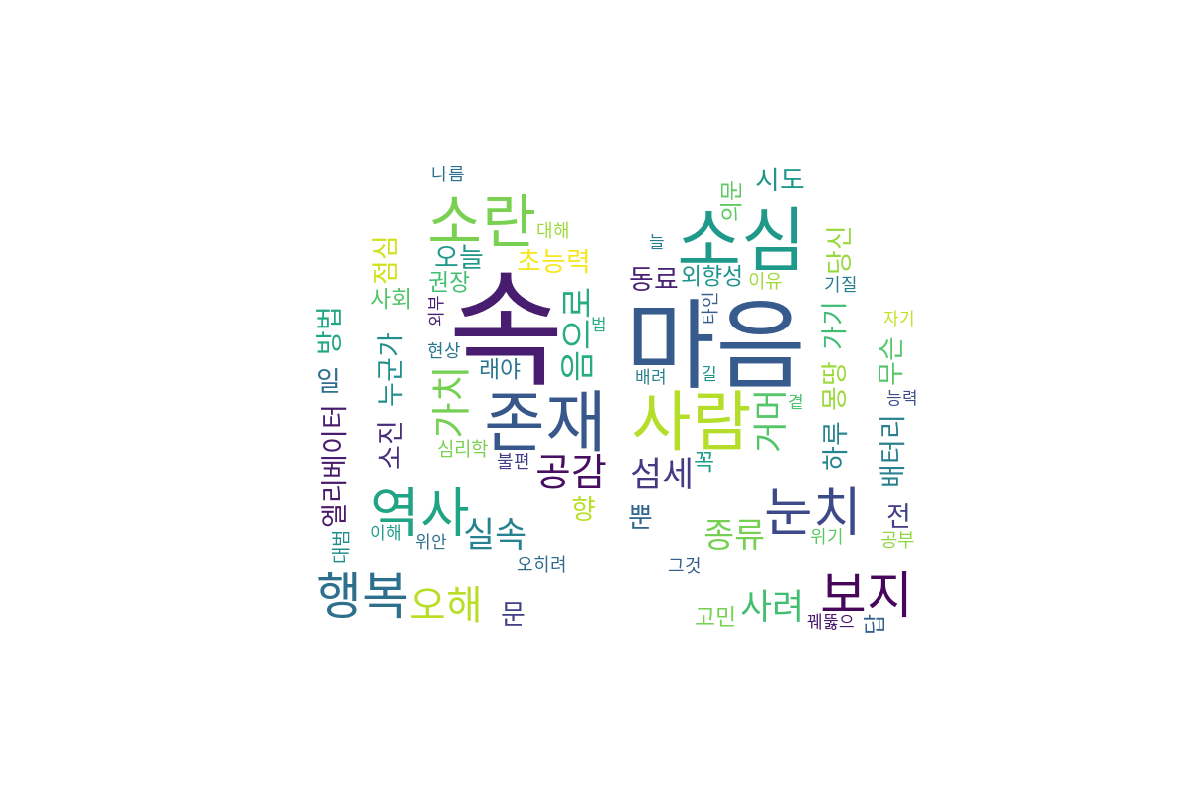 니름
시도
의문
소란
대해
소심
늘
당신
점심
오늘
초능력
동료
외향성
이유
기질
권장
사회
외부
속
음으로
법
마음
타인
가기
자기
방법
누군가
현상
래야
배려
길
무슨
일
가치
존재
사람
거머
곁
몽땅
능력
엘리베이터
소진
심리학
불편
공감
섬세
꼭
하루
배터리
역사
향
뿐
눈치
전
이해
위안
실속
종류
위기
공부
대범
오히려
그것
행복
오해
문
고민
사려
보지
꿰뚫으
답